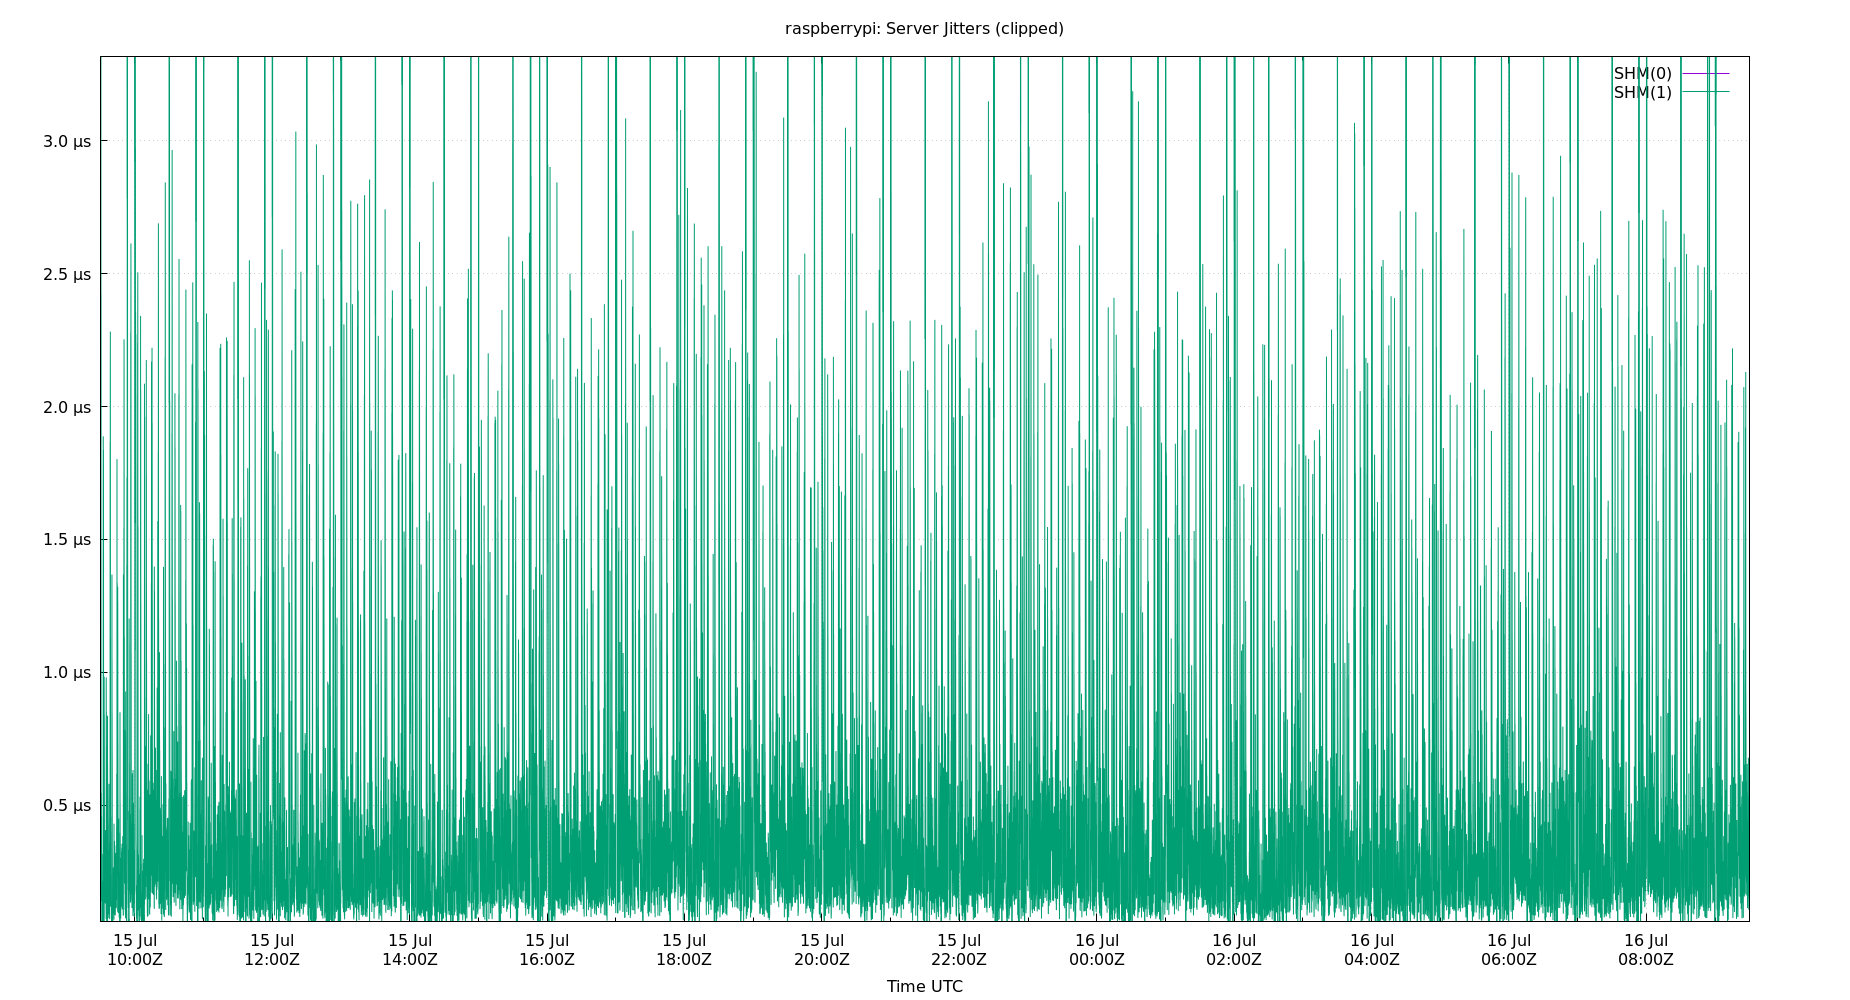 raspberrypi: Server Jitters (clipped)
SHM(0)
SHM(1)
3.0 μs
2.5 μs
2.0 μs
1.5 μs
1.0 μs
0.5 μs
15 Jul 15 Jul 15 Jul 15 Jul 15 Jul 15 Jul 15 Jul 16 Jul 16 Jul 16 Jul 16 Jul 16 Jul
10:00Z 12:00Z 14:00Z 16:00Z 18:00Z 20:00Z 22:00Z 00:00Z 02:00Z 04:00Z 06:00Z 08:00Z
Time UTC